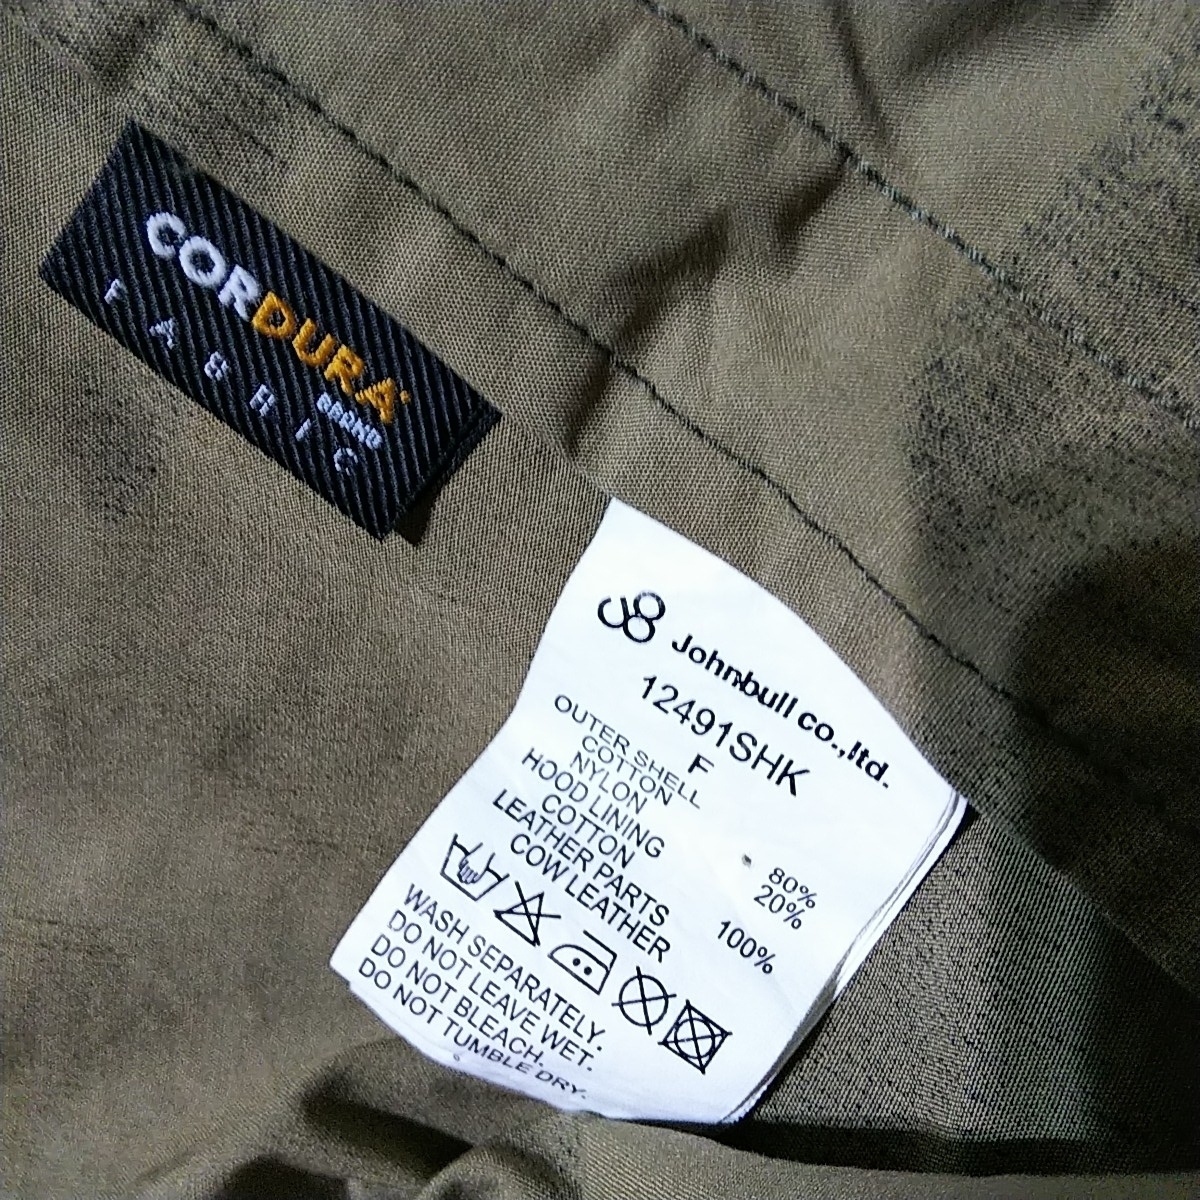 CORDURA
BRAND
FABRIC
Johnbull co.,ltd.
12491SHK
F
OUTER SHELL
COTTON 80%
NYLON 20%
HOOD LINING
COTTON 100%
LEATHER PARTS
COW LEATHER
WASH SEPARATELY.
DO NOT LEAVE WET.
DO NOT BLEACH.
DO NOT TUMBLE DRY.